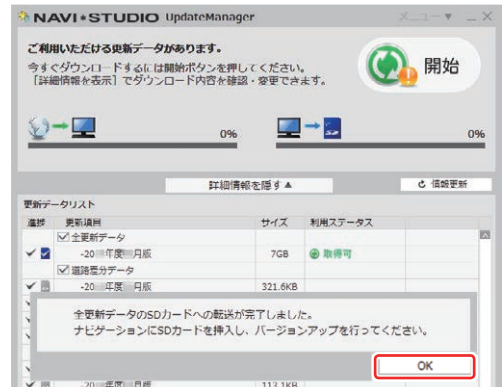 NAVI*STUDIO UpdateManager
メニュー ▼ _ X
ご利用いただける更新データがあります。
今すぐダウンロードするには開始ボタンを押してください。
［詳細情報を表示］でダウンロード内容を確認・変更できます。
開始
0%
0%
詳細情報を隠す▲
情報更新
更新データリスト
進捗 更新項目 サイズ 利用ステータス
全更新データ
-20 年度 月版 7GB 取得可
道路差分データ
-20 年度 月版 321.6KB
全更新データのSDカードへの転送が完了しました。
ナビゲーションにSDカードを挿入し、バージョンアップを行ってください。
OK
-20 年度 月版 113.1KB